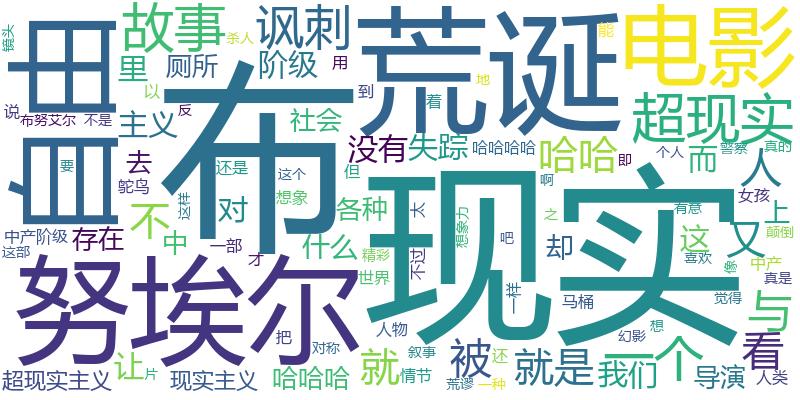 镜头
故事
讽刺
荒诞
电影
杀人
自由
里
厕所
阶级
用
能
说
以
反
到
着
地
布努艾尔
不是
主义
布
社会
没有
失踪
超现实
哈哈哈哈
哈哈
即
个人
警察
真的
而
人
要
去
还是
这个
但
鸵鸟
想象
这样
不
对
各种
太
想象力
啊
之
有意
女孩
上
中产阶级
存在
中
一部
才
什么
精彩
不过
吧
却
现实
这
又
颠倒
这部
世界
喜欢
像
中产
真是
努埃尔
一样
马桶
觉得
与
把
对称
人物
叙事
被
还
幻影
想
看
超现实主义
让
片
现实主义
哈哈哈
就
情节
荒谬
一种
就是
一个
我们
导演
人类